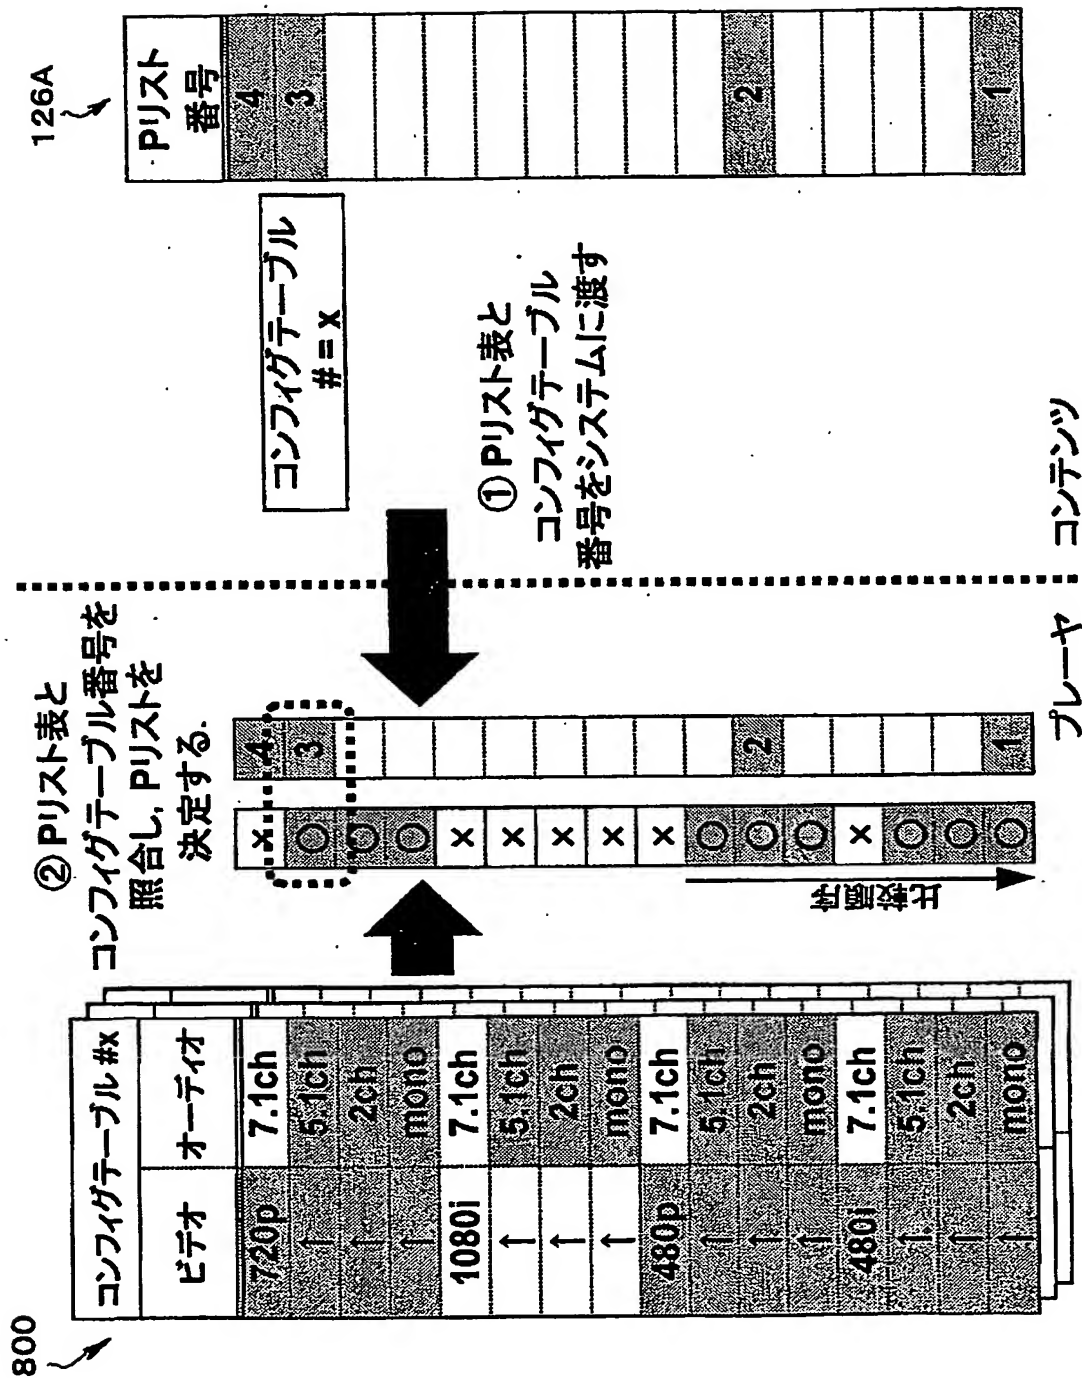 800
コンフィグテーブル #x
ビデオ オーディオ
720p 7.1ch
↑ 5.1ch
↑ 2ch
↑ mono
1080i 7.1ch
↑ 5.1ch
↑ 2ch
↑ mono
480p 7.1ch
↑ 5.1ch
↑ 2ch
↑ mono
480i 7.1ch
↑ 5.1ch
↑ 2ch
↑ mono
② Pリスト表と
コンフィグテーブル番号を
照合し, Pリストを
決定する.
× 4
○ 3
○
○
×
×
×
×
×
○
○ 2
○
×
○
○
○ 1
比較順序
プレーヤ
コンフィグテーブル
# = x
① Pリスト表と
コンフィグテーブル
番号をシステムに渡す
コンテンツ
126A
Pリスト
番号
4
3
2
1